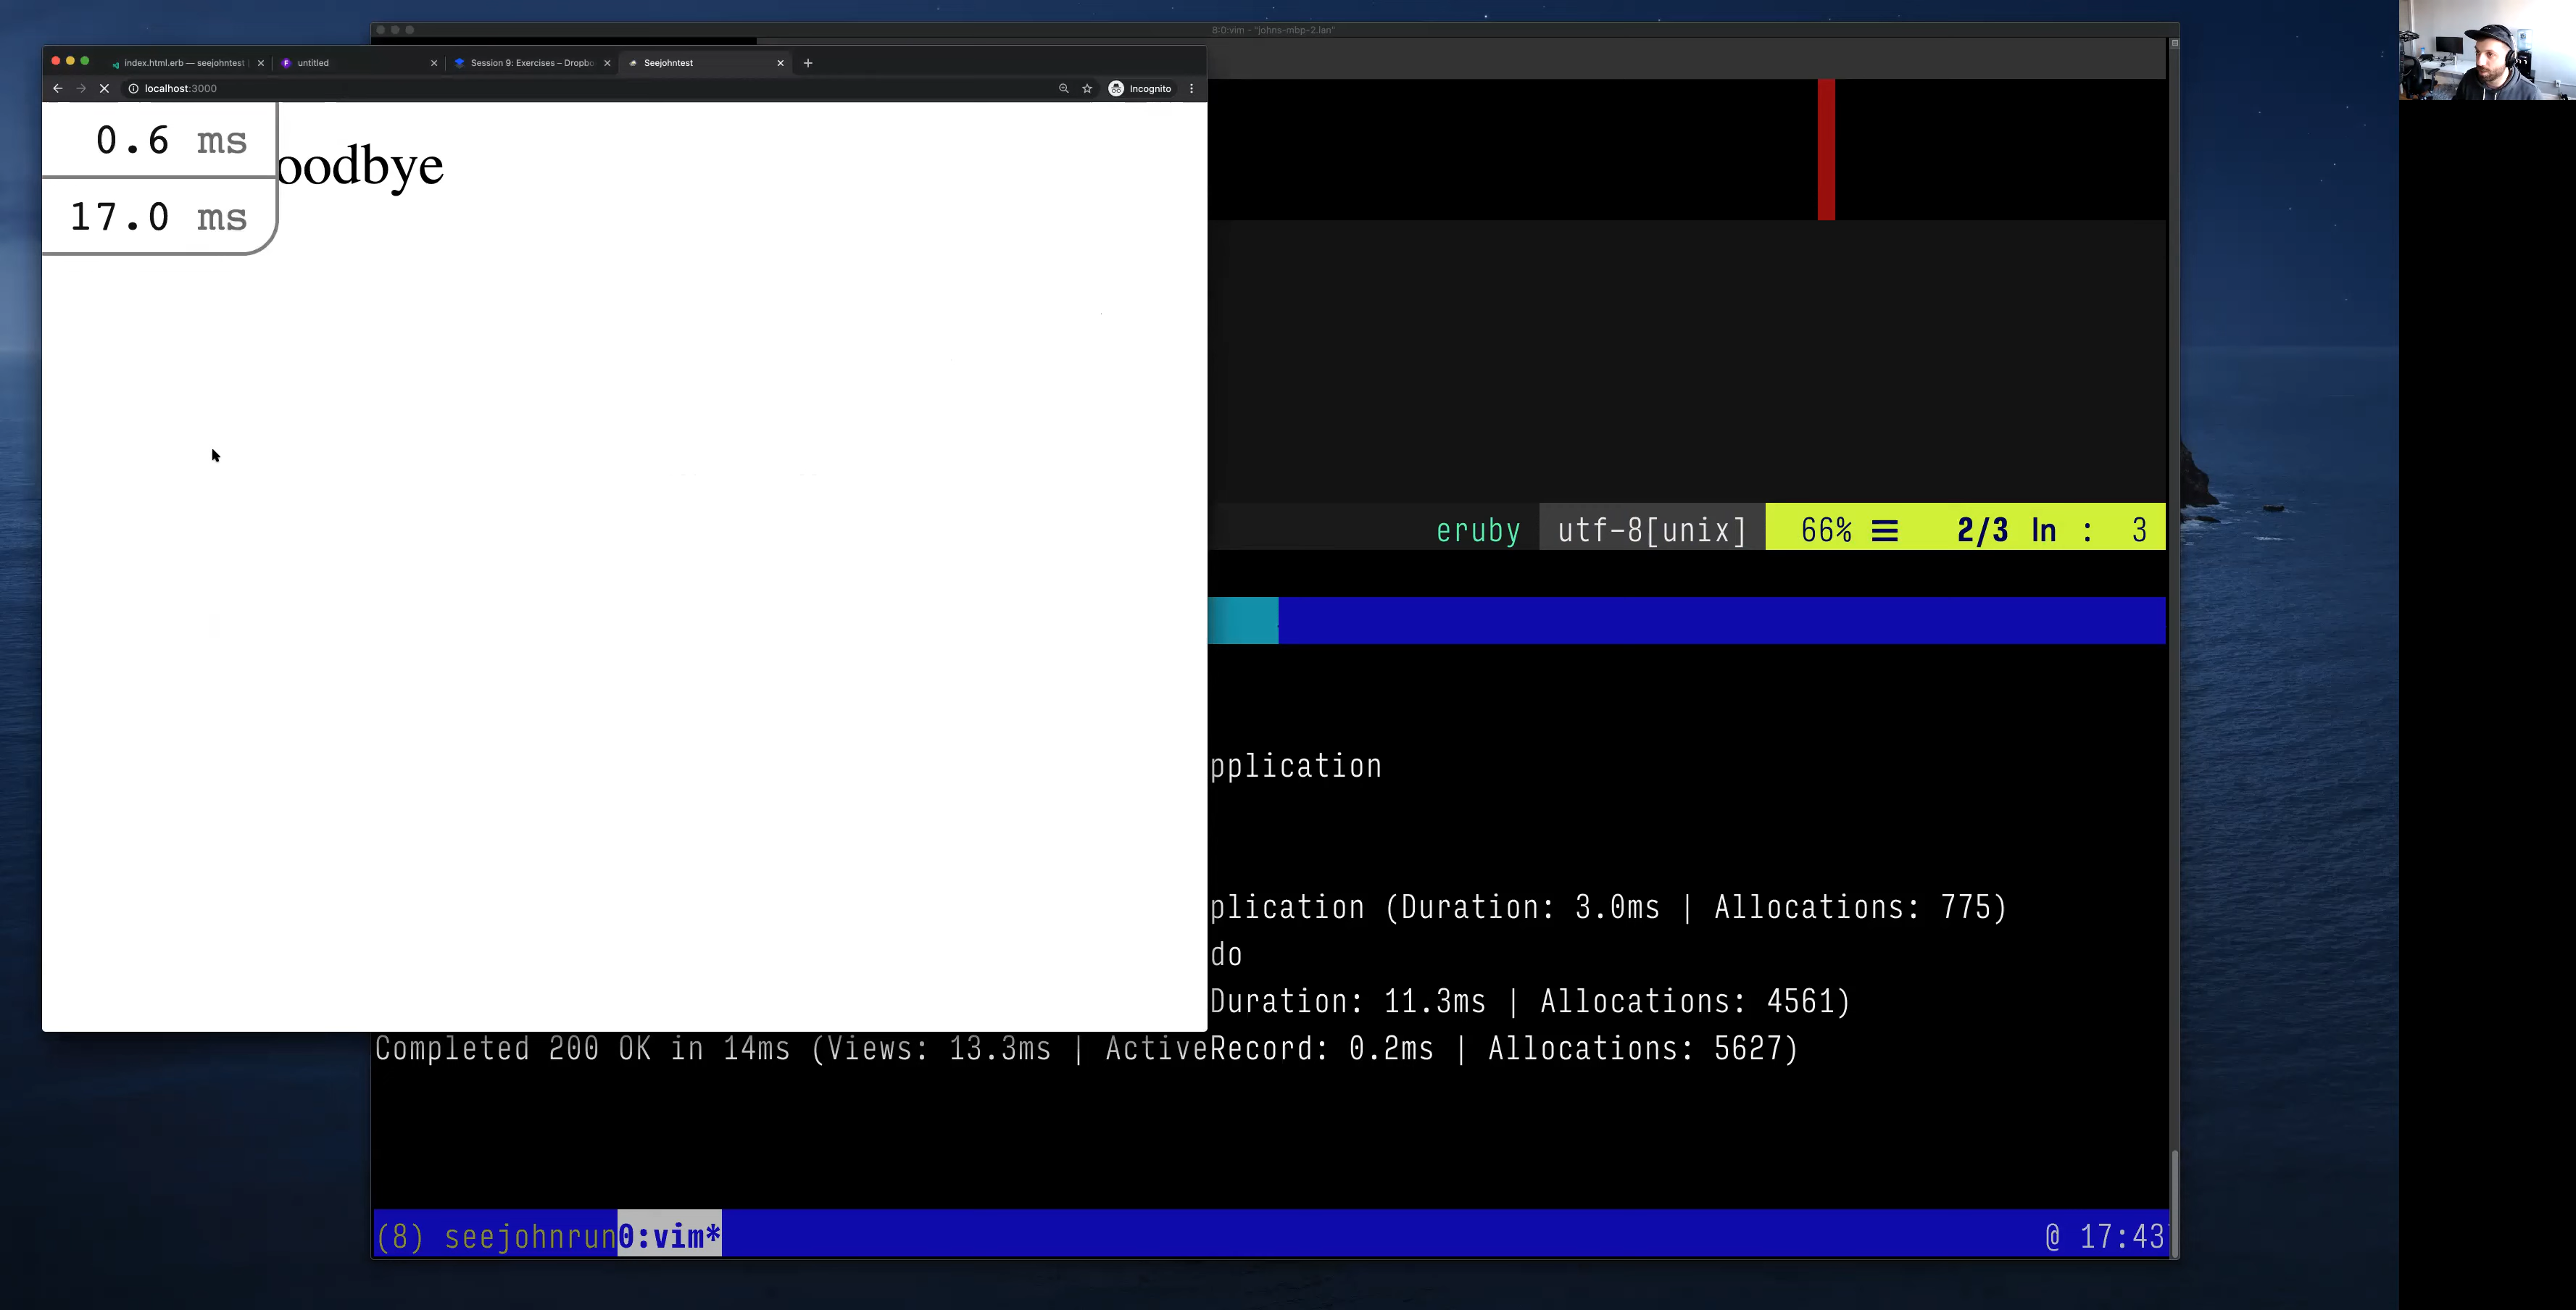 8:0:vim - "johns-mbp-2.lan"
index.html.erb — seejohntest
untitled
Session 9: Exercises – Dropbo
Seejohntest
localhost:3000
Incognito
0.6 ms
oodbye
17.0 ms
eruby utf-8[unix] 66% ☰ 2/3 ln : 3
pplication
plication (Duration: 3.0ms | Allocations: 775)
do
Duration: 11.3ms | Allocations: 4561)
Completed 200 OK in 14ms (Views: 13.3ms | ActiveRecord: 0.2ms | Allocations: 5627)
(8) seejohnrun0:vim* @ 17:43